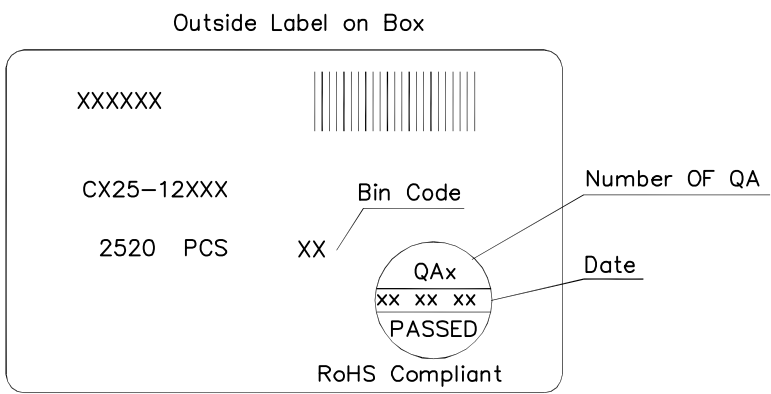 Outside Label on Box
XXXXXX
CX25-12XXX
Bin Code
Number OF QA
2520 PCS
XX
QAx
Date
xx xx xx
PASSED
RoHS Compliant